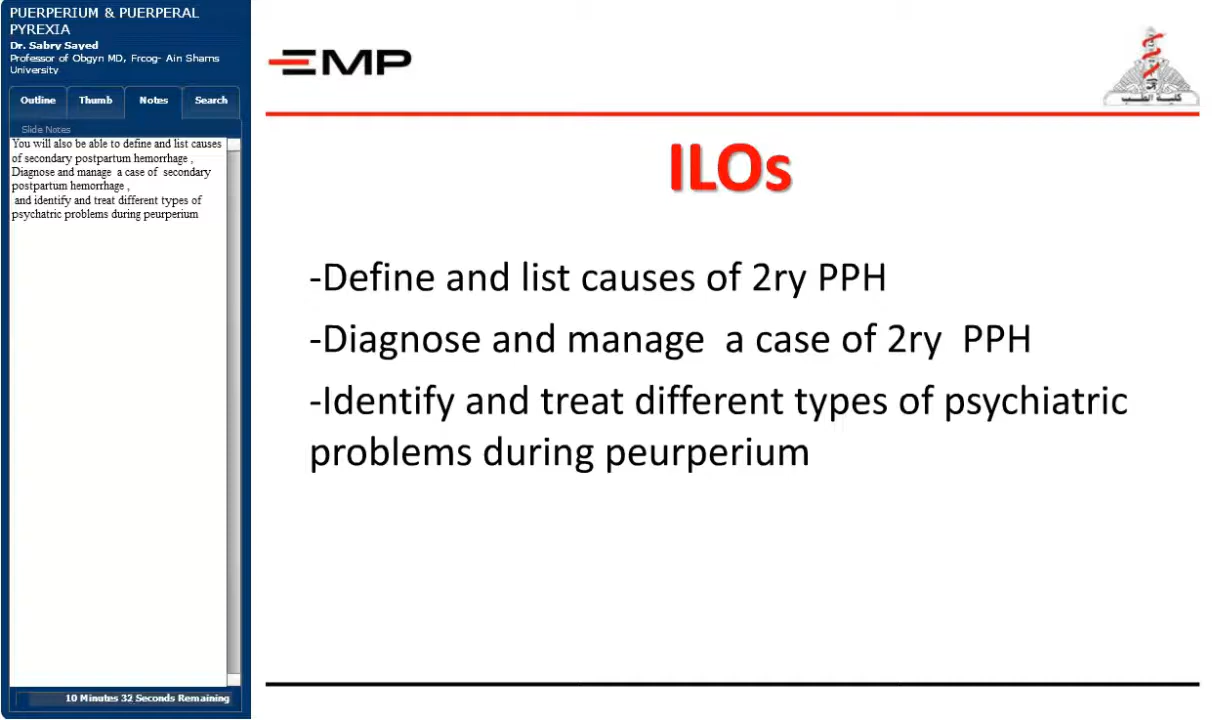 PUERPERIUM & PUERPERAL
PYREXIA
Dr. Sabry Sayed
Professor of Obgyn MD, Frcog- Ain Shams
University
Outline Thumb Notes Search
Slide Notes
You will also be able to define and list causes
of secondary postpartum hemorrhage ,
Diagnose and manage a case of secondary
postpartum hemorrhage ,
and identify and treat different types of
psychatric problems during peurperium
10 Minutes 32 Seconds Remaining
EMP
كلية الطب
ILOs
-Define and list causes of 2ry PPH
-Diagnose and manage a case of 2ry PPH
-Identify and treat different types of psychiatric
problems during peurperium